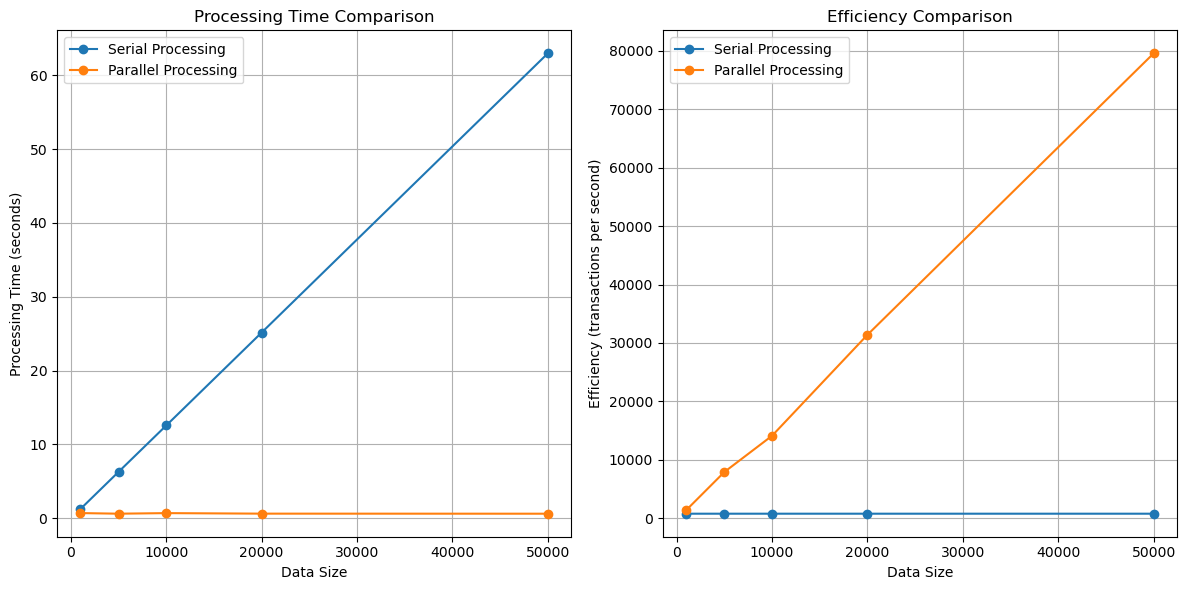 Processing Time Comparison
Serial Processing
Parallel Processing
Processing Time (seconds)
60
50
40
30
20
10
0
0 10000 20000 30000 40000 50000
Data Size
Efficiency Comparison
Serial Processing
Parallel Processing
Efficiency (transactions per second)
80000
70000
60000
50000
40000
30000
20000
10000
0
0 10000 20000 30000 40000 50000
Data Size